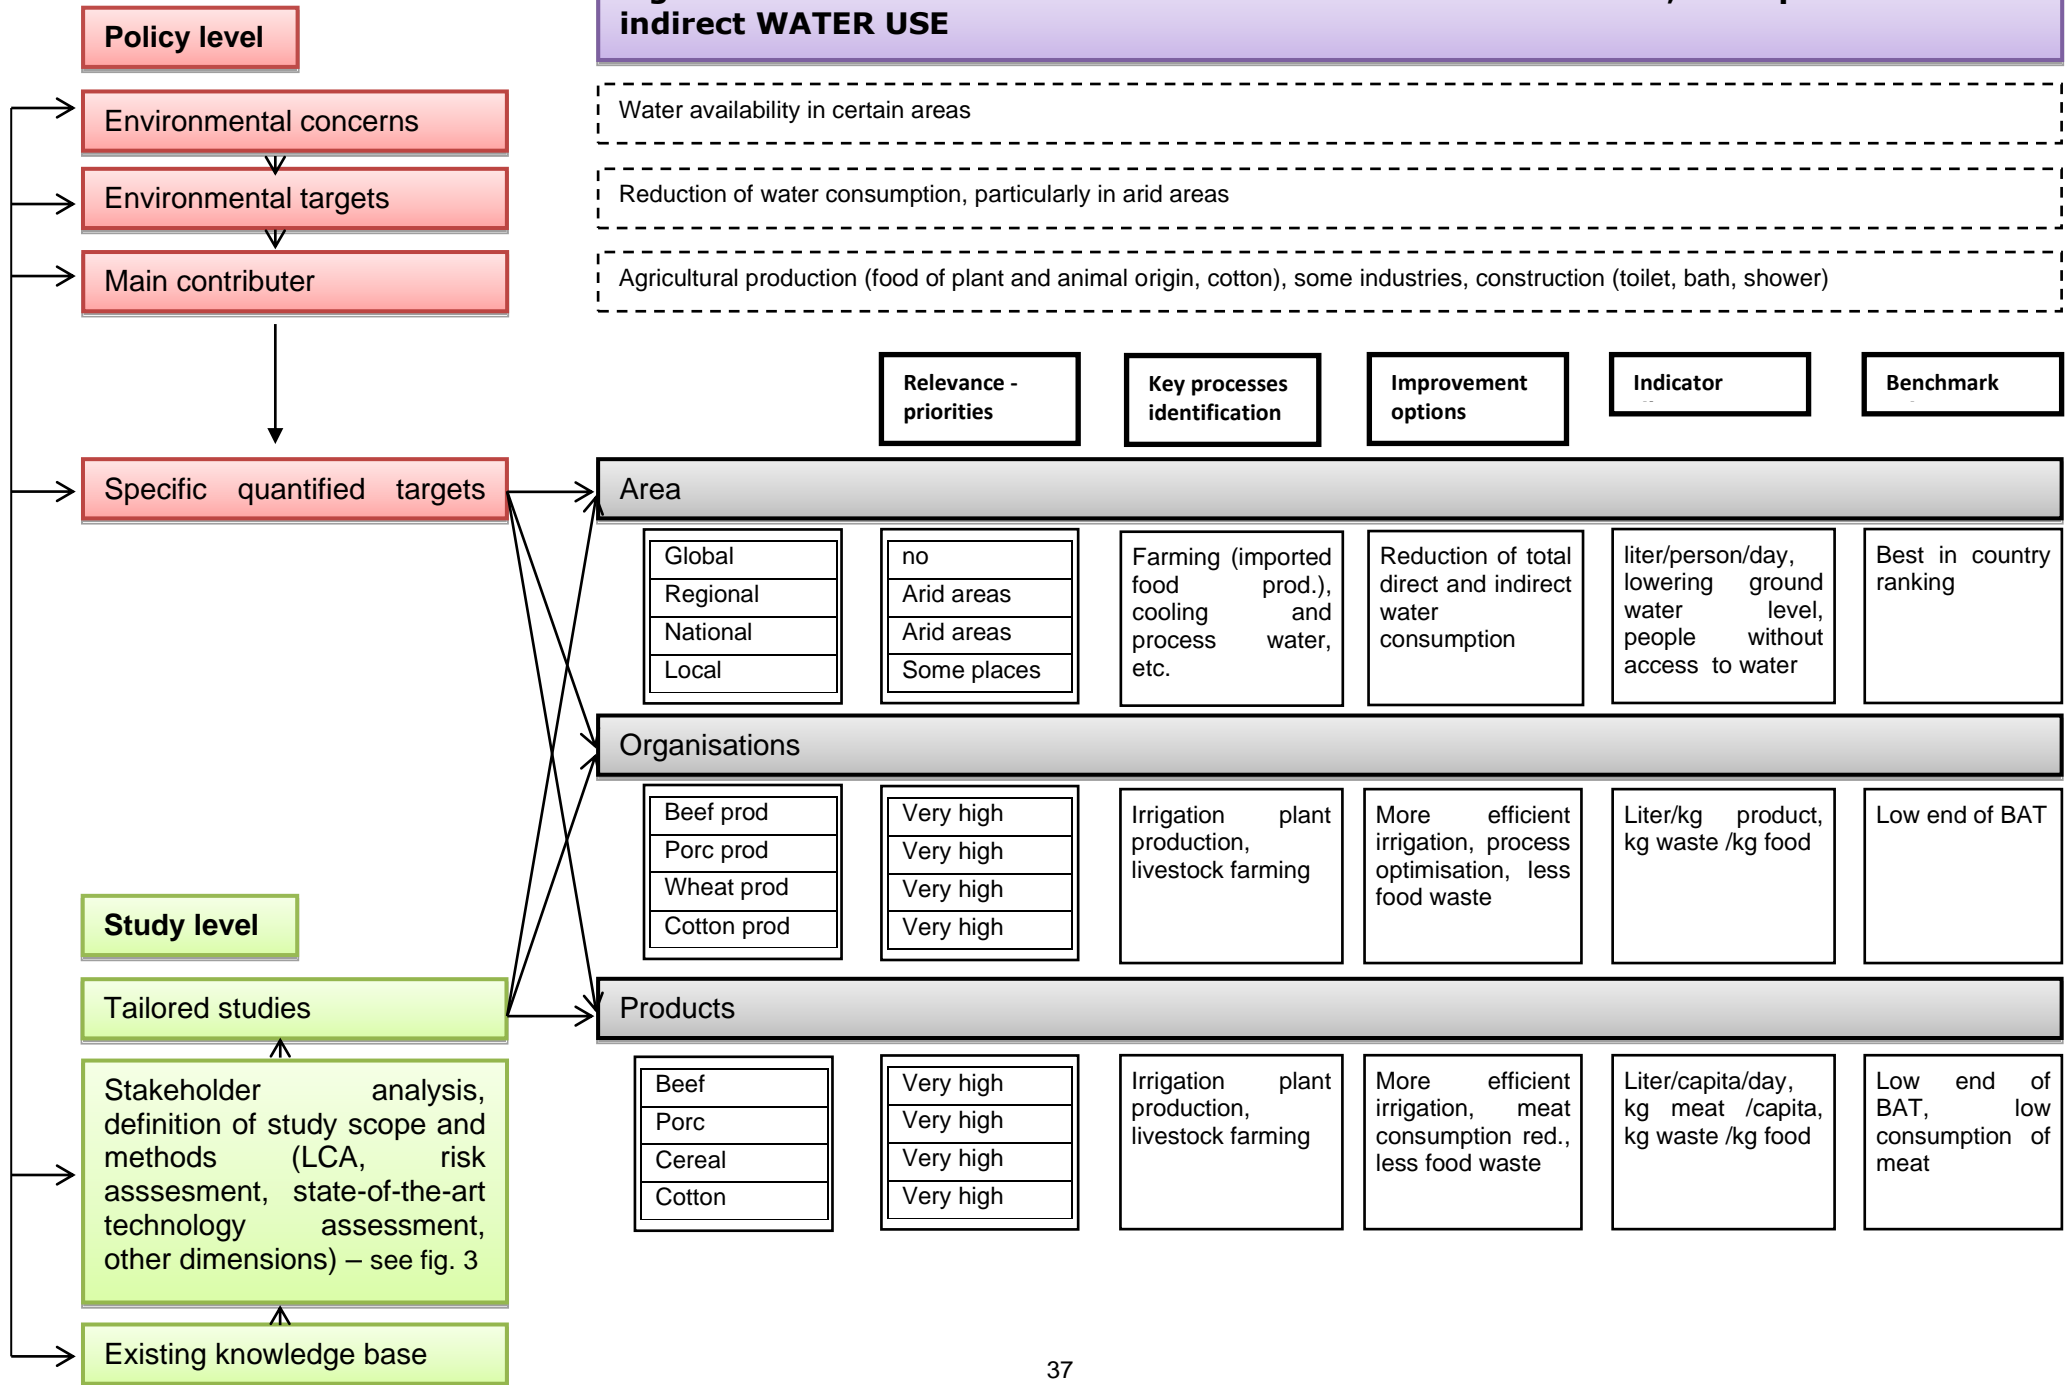 indirect WATER USE
Policy level
Environmental concerns
Water availability in certain areas
Environmental targets
Reduction of water consumption, particularly in arid areas
Main contributer
Agricultural production (food of plant and animal origin, cotton), some industries, construction (toilet, bath, shower)
Relevance -
priorities
Key processes
identification
Improvement
options
Indicator
Benchmark
Specific quantified targets
Area
Global
Regional
National
Local
no
Arid areas
Arid areas
Some places
Farming (imported
food prod.),
cooling and
process water,
etc.
Reduction of total
direct and indirect
water
consumption
liter/person/day,
lowering ground
water level,
people without
access to water
Best in country
ranking
Organisations
Beef prod
Porc prod
Wheat prod
Cotton prod
Very high
Very high
Very high
Very high
Irrigation plant
production,
livestock farming
More efficient
irrigation, process
optimisation, less
food waste
Liter/kg product,
kg waste /kg food
Low end of BAT
Study level
Tailored studies
Products
Stakeholder analysis,
definition of study scope and
methods (LCA, risk
asssesment, state-of-the-art
technology assessment,
other dimensions) – see fig. 3
Beef
Porc
Cereal
Cotton
Very high
Very high
Very high
Very high
Irrigation plant
production,
livestock farming
More efficient
irrigation, meat
consumption red.,
less food waste
Liter/capita/day,
kg meat /capita,
kg waste /kg food
Low end of
BAT, low
consumption of
meat
Existing knowledge base
37